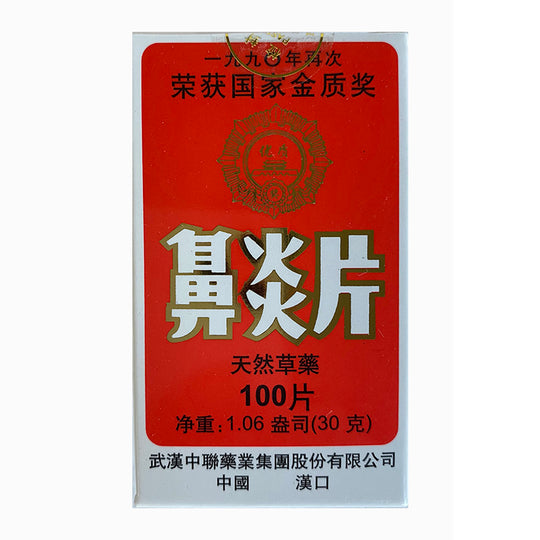 一九九〇年再次
荣获国家金质奖
鼻炎片
天然草藥
100片
净重: 1.06 盎司(30 克)
武漢中聯藥業集團股份有限公司
中國 漢口